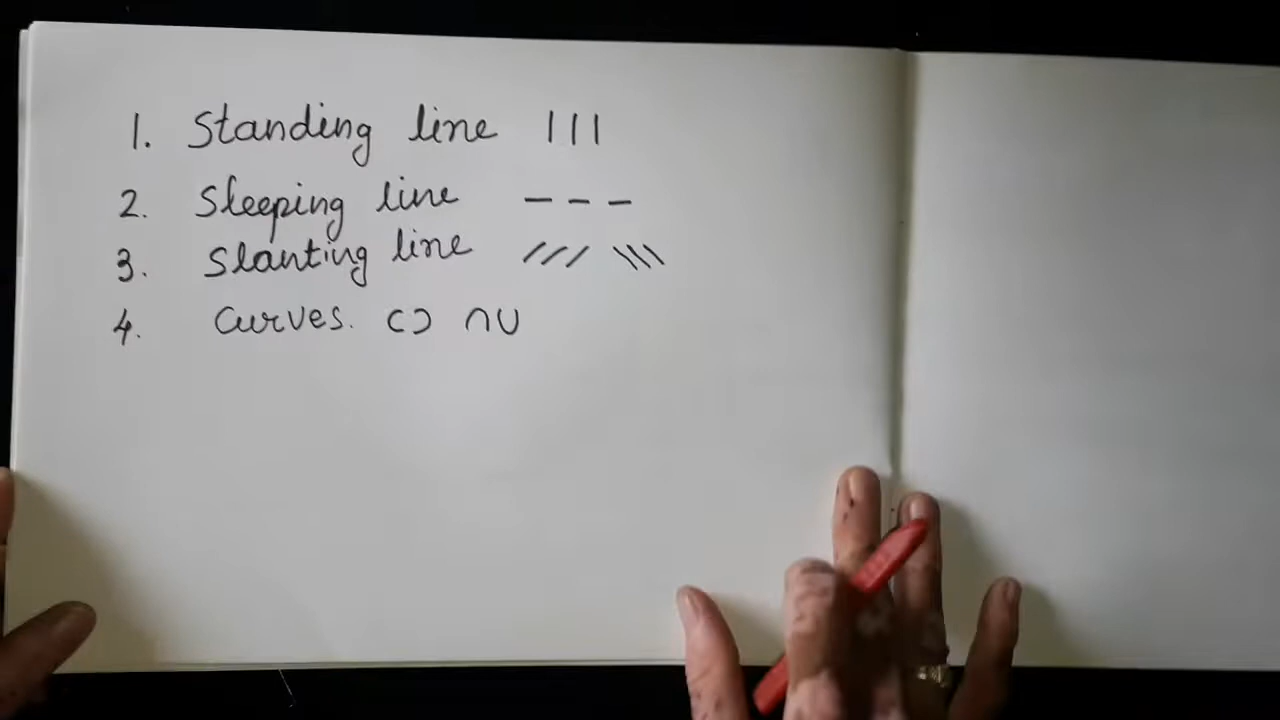 1. Standing line | | |
2. Sleeping line — — —
3. Slanting line /// \\\
4. Curves. ⊂⊃ ∩∪